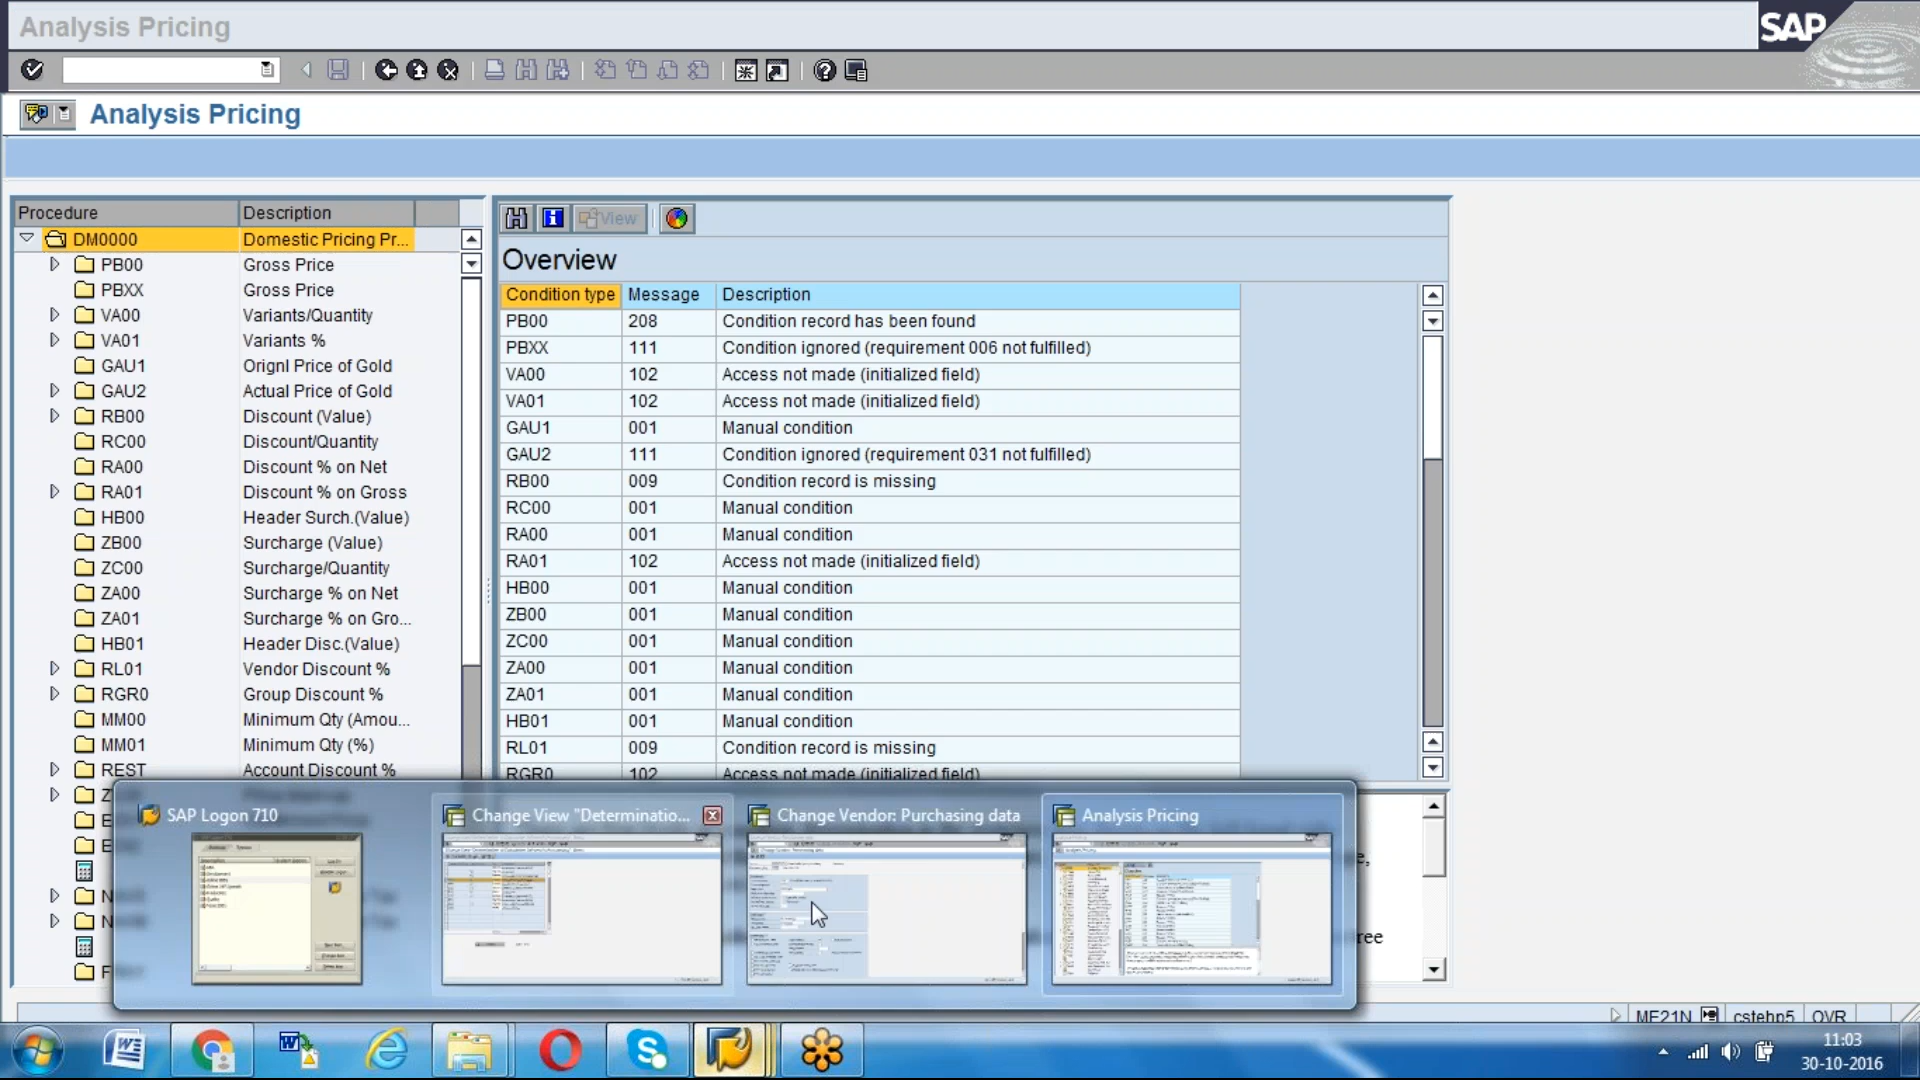 Analysis Pricing
SAP
Analysis Pricing
Procedure Description
DM0000 Domestic Pricing Pr...
PB00 Gross Price
PBXX Gross Price
VA00 Variants/Quantity
VA01 Variants %
GAU1 Orignl Price of Gold
GAU2 Actual Price of Gold
RB00 Discount (Value)
RC00 Discount/Quantity
RA00 Discount % on Net
RA01 Discount % on Gross
HB00 Header Surch.(Value)
ZB00 Surcharge (Value)
ZC00 Surcharge/Quantity
ZA00 Surcharge % on Net
ZA01 Surcharge % on Gro...
HB01 Header Disc.(Value)
RL01 Vendor Discount %
RGR0 Group Discount %
MM00 Minimum Qty (Amou...
MM01 Minimum Qty (%)
REST Account Discount %
View
Overview
Condition type Message Description
PB00 208 Condition record has been found
PBXX 111 Condition ignored (requirement 006 not fulfilled)
VA00 102 Access not made (initialized field)
VA01 102 Access not made (initialized field)
GAU1 001 Manual condition
GAU2 111 Condition ignored (requirement 031 not fulfilled)
RB00 009 Condition record is missing
RC00 001 Manual condition
RA00 001 Manual condition
RA01 102 Access not made (initialized field)
HB00 001 Manual condition
ZB00 001 Manual condition
ZC00 001 Manual condition
ZA00 001 Manual condition
ZA01 001 Manual condition
HB01 001 Manual condition
RL01 009 Condition record is missing
RGR0 102 Access not made (initialized field)
SAP Logon 710
Change View "Determinatio...
Change Vendor: Purchasing data
Analysis Pricing
ME21N cstehp5 OVR
11:03
30-10-2016